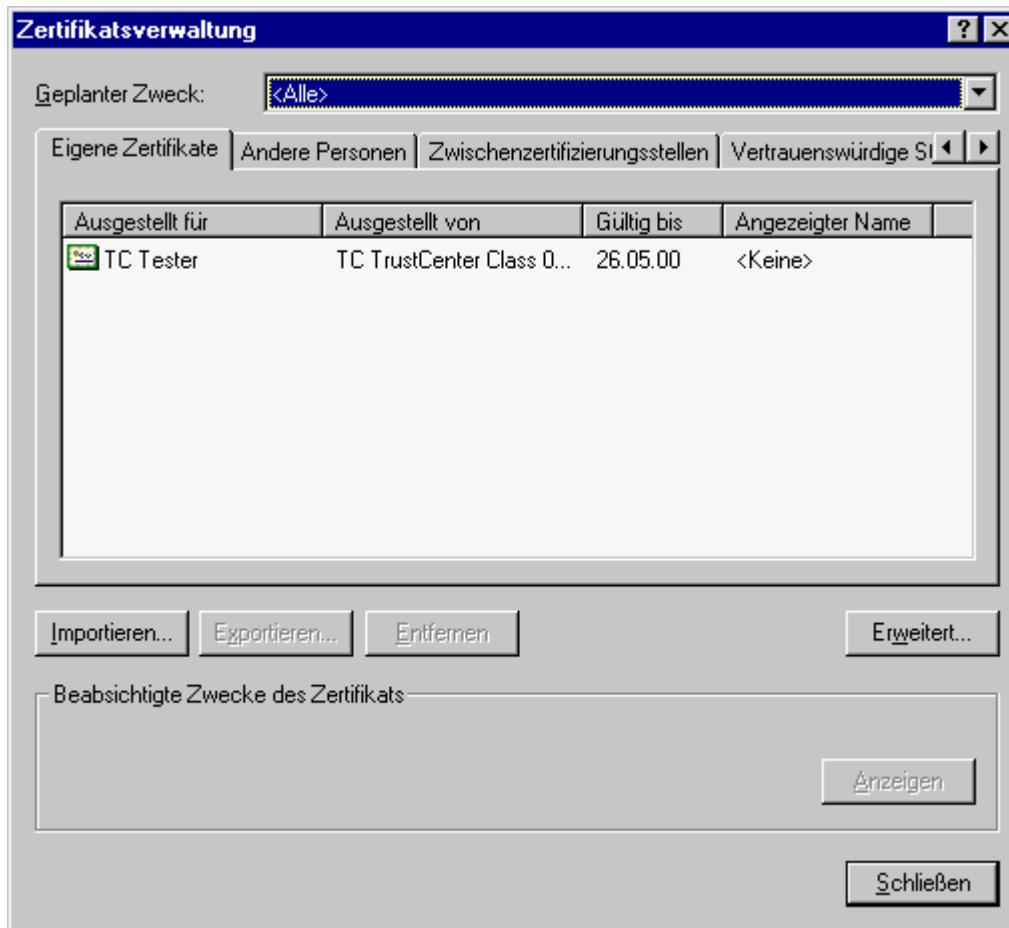 Zertifikatsverwaltung
Geplanter Zweck: <Alle>
Eigene Zertifikate Andere Personen Zwischenzertifizierungsstellen Vertrauenswürdige
Ausgestellt für Ausgestellt von Gültig bis Angezeigter Name
TC Tester TC TrustCenter Class 0... 26.05.00 <Keine>
Importieren... Exportieren... Entfernen Erweitert...
Beabsichtigte Zwecke des Zertifikats
Anzeigen
Schließen